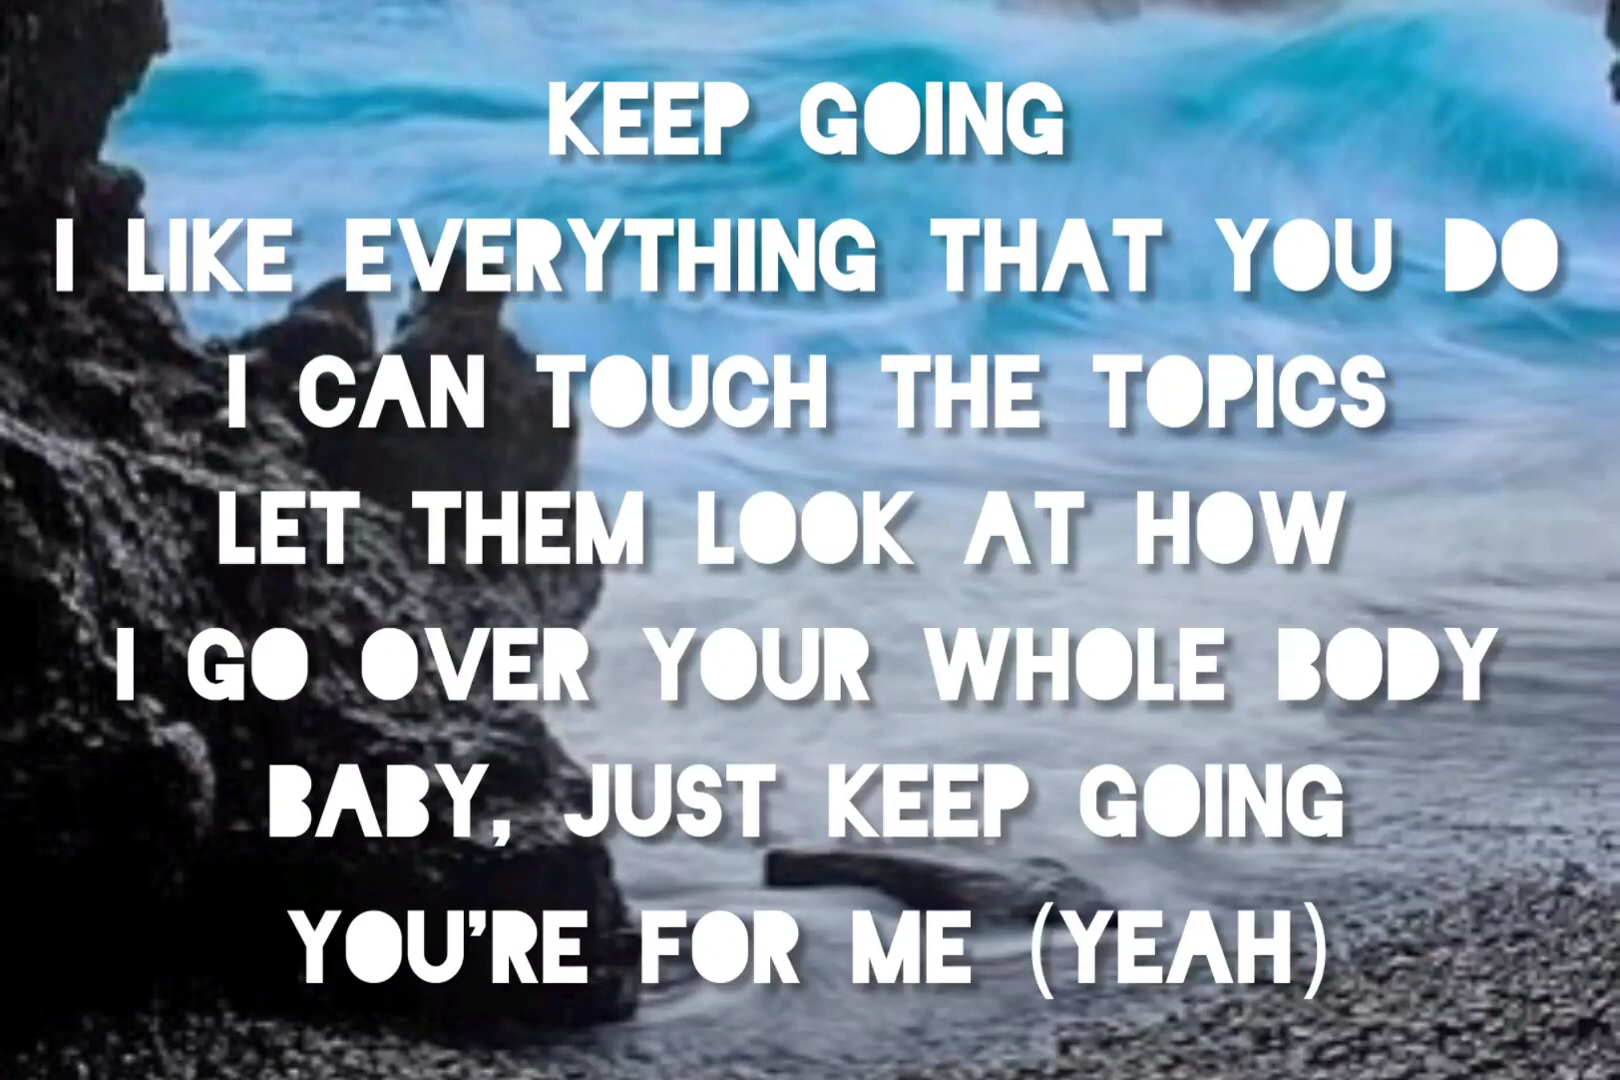 KEEP GOING
I LIKE EVERYTHING THAT YOU DO
I CAN TOUCH THE TOPICS
LET THEM LOOK AT HOW
I GO OVER YOUR WHOLE BODY
BABY, JUST KEEP GOING
YOU'RE FOR ME (YEAH)